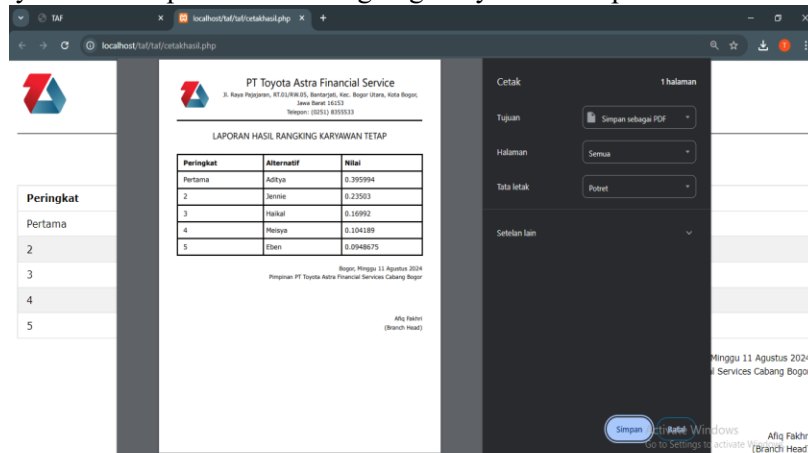 TAF
localhost/taf/taf/cetakhasil.php
localhost/taf/taf/cetakhasil.php
PT Toyota Astra Financial Service
Jl. Raya Pajajaran, RT.01/RW.05, Bantarjati, Kec. Bogor Utara, Kota Bogor,
Jawa Barat 16153
Telepon: (0251) 8355533
LAPORAN HASIL RANGKING KARYAWAN TETAP
Peringkat Alternatif Nilai
Pertama Aditya 0.395994
2 Jennie 0.23503
3 Haikal 0.16992
4 Meisya 0.104189
5 Eben 0.0948675
Bogor, Minggu 11 Agustus 2024
Pimpinan PT Toyota Astra Financial Services Cabang Bogor
Afiq Fakhri
(Branch Head)
Cetak 1 halaman
Tujuan Simpan sebagai PDF
Halaman Semua
Tata letak Potret
Setelan lain
Simpan Batal
Activate Windows
Go to Settings to activate Windows.
Peringkat
Pertama
2
3
4
5
Minggu 11 Agustus 2024
Services Cabang Bogor
Afiq Fakhr
(Branch Head)